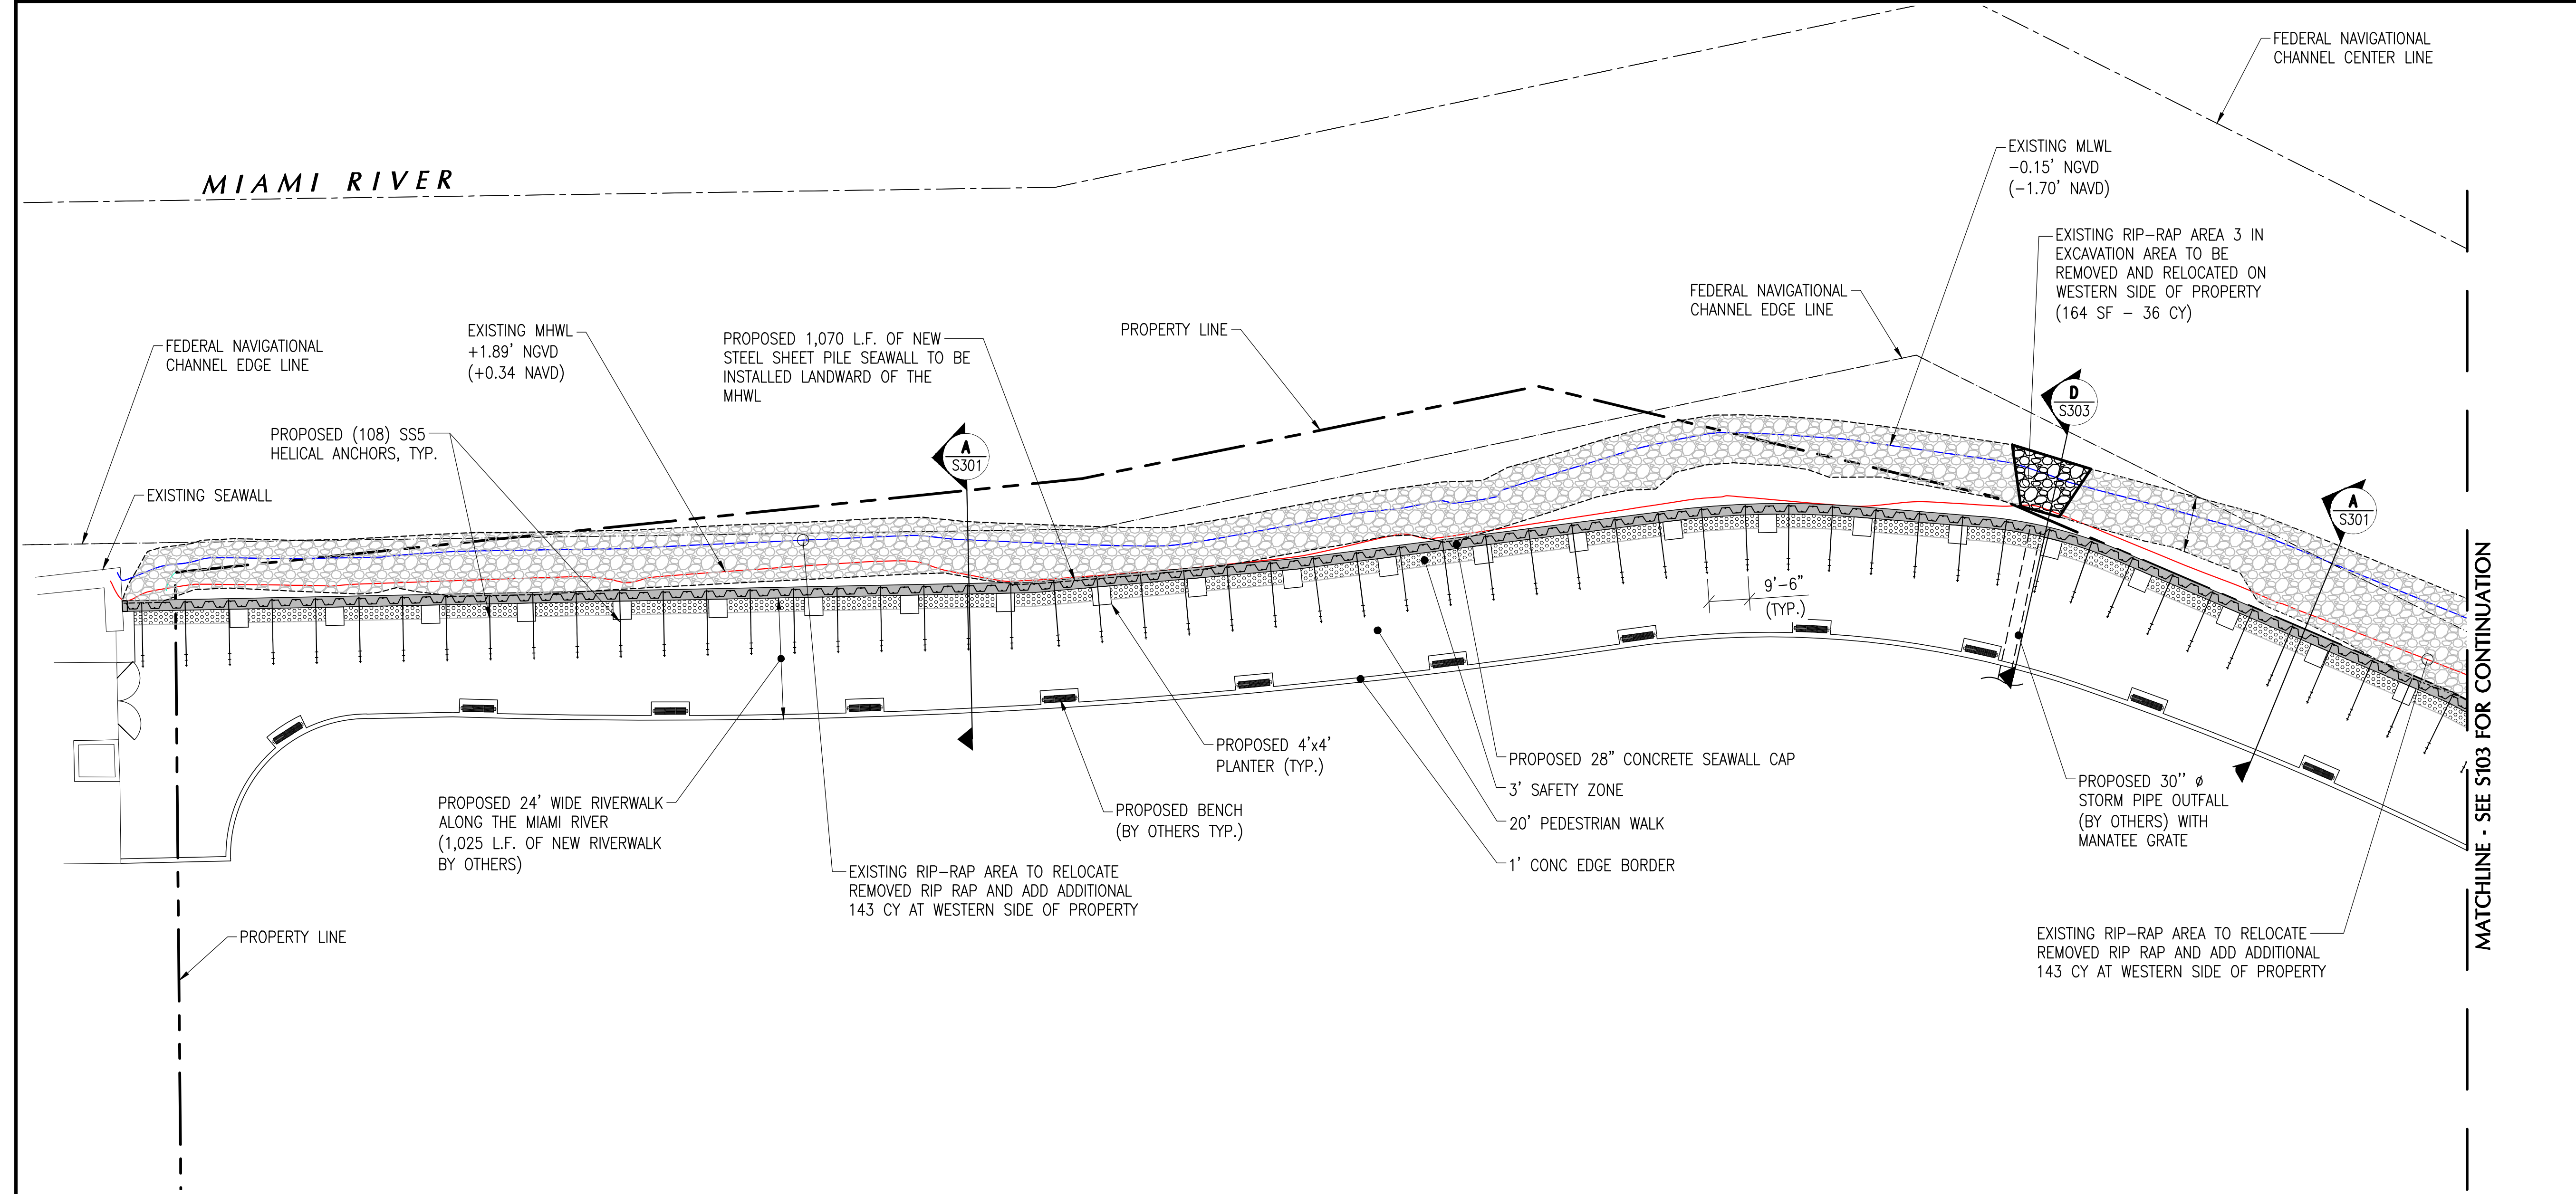 FEDERAL NAVIGATIONAL
CHANNEL CENTER LINE
MIAMI RIVER
EXISTING MLWL
-0.15' NGVD
(-1.70' NAVD)
EXISTING RIP-RAP AREA 3 IN
EXCAVATION AREA TO BE
REMOVED AND RELOCATED ON
WESTERN SIDE OF PROPERTY
(164 SF - 36 CY)
FEDERAL NAVIGATIONAL
CHANNEL EDGE LINE
PROPERTY LINE
PROPOSED 1,070 L.F. OF NEW
STEEL SHEET PILE SEAWALL TO BE
INSTALLED LANDWARD OF THE
MHWL
EXISTING MHWL
+1.89' NGVD
(+0.34 NAVD)
FEDERAL NAVIGATIONAL
CHANNEL EDGE LINE
PROPOSED (108) SS5
HELICAL ANCHORS, TYP.
EXISTING SEAWALL
A
S301
D
S303
A
S301
9'-6"
(TYP.)
PROPOSED 24' WIDE RIVERWALK
ALONG THE MIAMI RIVER
(1,025 L.F. OF NEW RIVERWALK
BY OTHERS)
EXISTING RIP-RAP AREA TO RELOCATE
REMOVED RIP RAP AND ADD ADDITIONAL
143 CY AT WESTERN SIDE OF PROPERTY
PROPOSED BENCH
(BY OTHERS TYP.)
PROPOSED 4'x4'
PLANTER (TYP.)
PROPOSED 28" CONCRETE SEAWALL CAP
3' SAFETY ZONE
20' PEDESTRIAN WALK
1' CONC EDGE BORDER
PROPOSED 30'' ø
STORM PIPE OUTFALL
(BY OTHERS) WITH
MANATEE GRATE
EXISTING RIP-RAP AREA TO RELOCATE
REMOVED RIP RAP AND ADD ADDITIONAL
143 CY AT WESTERN SIDE OF PROPERTY
PROPERTY LINE
MATCHLINE - SEE S103 FOR CONTINUATION